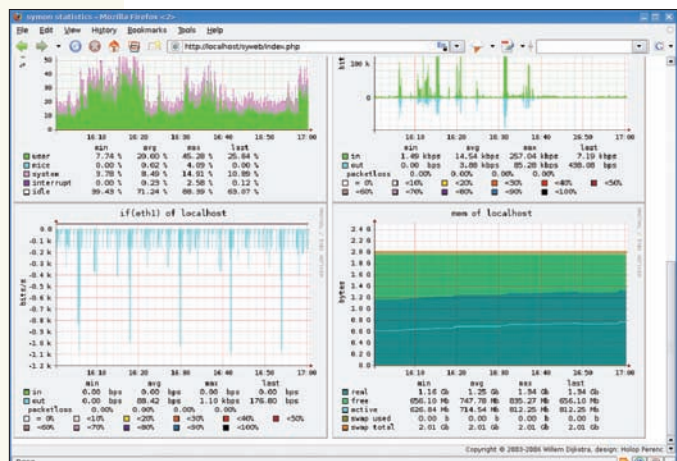 symon statistics - Mozilla Firefox <2>
File Edit View History Bookmarks Tools Help
http://localhost/syweb/index.php
50
40
30
20
10
0
16:10 16:20 16:30 16:40 16:50 17:00
min avg max last
user 7.74 % 20.60 % 45.28 % 25.84 %
nice 0.00 % 0.02 % 4.09 % 0.00 %
system 3.78 % 8.49 % 14.91 % 10.89 %
interrupt 0.00 % 0.23 % 2.58 % 0.12 %
idle 39.43 % 71.24 % 88.39 % 63.07 %
100 k
0
16:10 16:20 16:30 16:40 16:50 17:00
min avg max last
in 1.49 kbps 14.54 kbps 257.04 kbps 7.19 kbps
out 0.00 bps 3.88 kbps 85.28 kbps 438.08 bps
packetloss 0.00% 0.00% 0.00% 0.00%
= 0% <10% <20% <30% <40% <50%
<60% <70% <80% <90% <100%
if(eth1) of localhost
bits/s
0.0
-0.1 k
-0.2 k
-0.3 k
-0.4 k
-0.5 k
-0.6 k
-0.7 k
-0.8 k
-0.9 k
-1.0 k
-1.1 k
-1.2 k
16:10 16:20 16:30 16:40 16:50 17:00
min avg max last
in 0.00 bps 0.00 bps 0.00 bps 0.00 bps
out 0.00 bps 88.42 bps 1.10 kbps 176.80 bps
packetloss 0.00% 0.00% 0.00% 0.00%
= 0% <10% <20% <30% <40% <50%
<60% <70% <80% <90% <100%
mem of localhost
bytes
2.4 G
2.2 G
2.0 G
1.8 G
1.6 G
1.4 G
1.2 G
1.0 G
0.8 G
0.6 G
0.4 G
0.2 G
0.0
16:10 16:20 16:30 16:40 16:50 17:00
min avg max last
real 1.16 Gb 1.25 Gb 1.34 Gb 1.34 Gb
free 656.10 Mb 747.78 Mb 835.27 Mb 656.10 Mb
active 626.84 Mb 714.54 Mb 812.25 Mb 812.25 Mb
swap used 0.00 b 0.00 b 0.00 b 0.00 b
swap total 2.01 Gb 2.01 Gb 2.01 Gb 2.01 Gb
Copyright © 2003-2006 Willem Dijkstra, design: Holop Ferenc